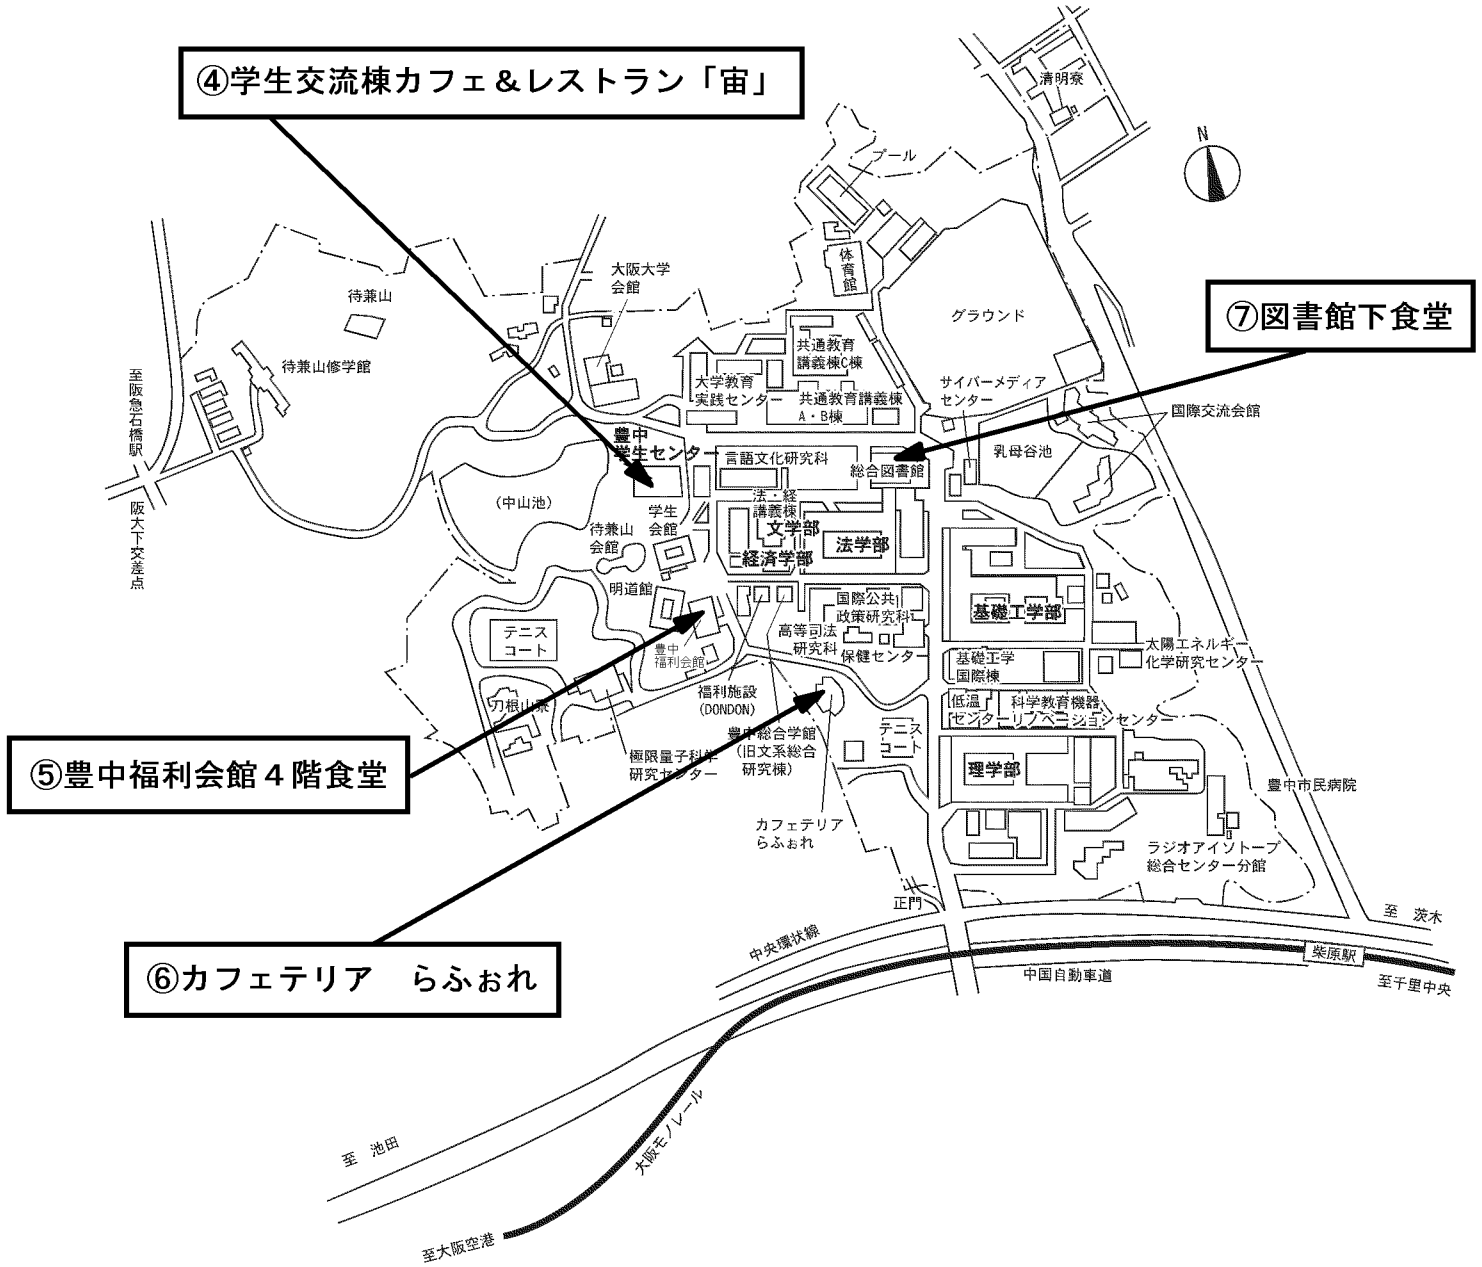 ④学生交流棟カフェ＆レストラン「宙」
清明寮
N
プール
体育館
大阪大学
会館
待兼山
グラウンド
⑦図書館下食堂
共通教育
講義棟C棟
待兼山修学館
至阪急石橋駅
大学教育
実践センター
共通教育講義棟
A・B棟
サイバーメディア
センター
国際交流会館
豊中
学生センター
言語文化研究科
総合図書館
乳母谷池
(中山池)
法・経
講義棟
学生
会館
待兼山
会館
文学部
法学部
経済学部
阪大下交差点
明道館
国際公共
政策研究科
基礎工学部
テニス
コート
高等司法
研究科
保健センター
豊中
福利会館
太陽エネルギー
化学研究センター
基礎工学
国際棟
福利施設
(DONDON)
刀根山寮
低温
センター
科学教育機器
リノベーションセンター
豊中総合学館
(旧文系総合
研究棟)
テニス
コート
極限量子科学
研究センター
⑤豊中福利会館４階食堂
理学部
豊中市民病院
カフェテリア
らふぉれ
ラジオアイソトープ
総合センター分館
正門
至　茨木
中央環状線
柴原駅
⑥カフェテリア　らふぉれ
中国自動車道
至千里中央
大阪モノレール
至　池田
至大阪空港